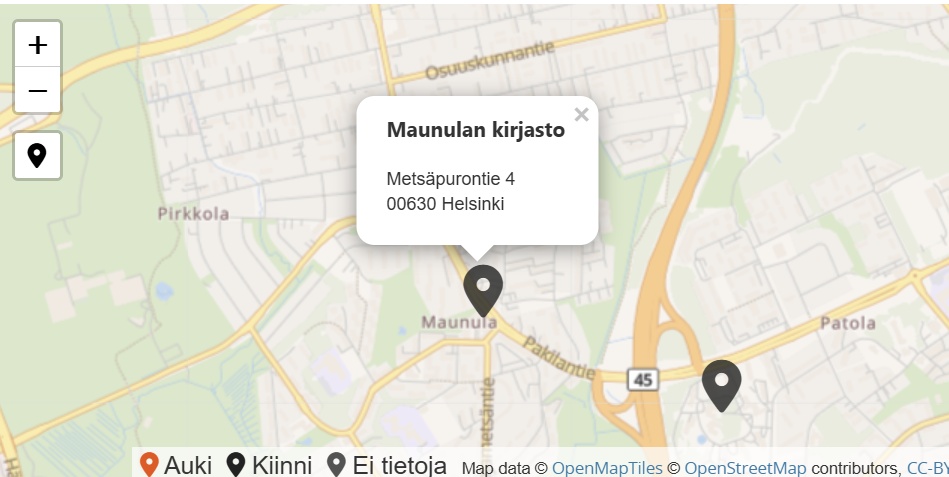 +
−
Osuuskunnantie
×
Maunulan kirjasto
Metsäpurontie 4
00630 Helsinki
Pirkkola
Maunula
Patola
Pakilantie
45
metsäntie
Auki Kiinni Ei tietoja Map data © OpenMapTiles © OpenStreetMap contributors, CC-BY